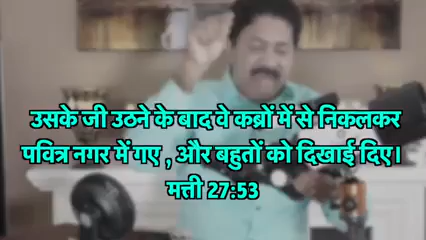 उसके जी उठने के बाद वे कब्रों में से निकलकर
पवित्र नगर में गए , और बहुतों को दिखाई दिए।
मत्ती 27:53